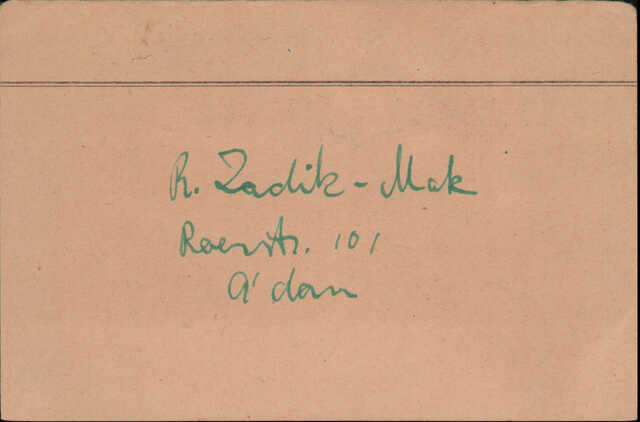 R. Zadik-Mak
Roerstr. 101
A'dam